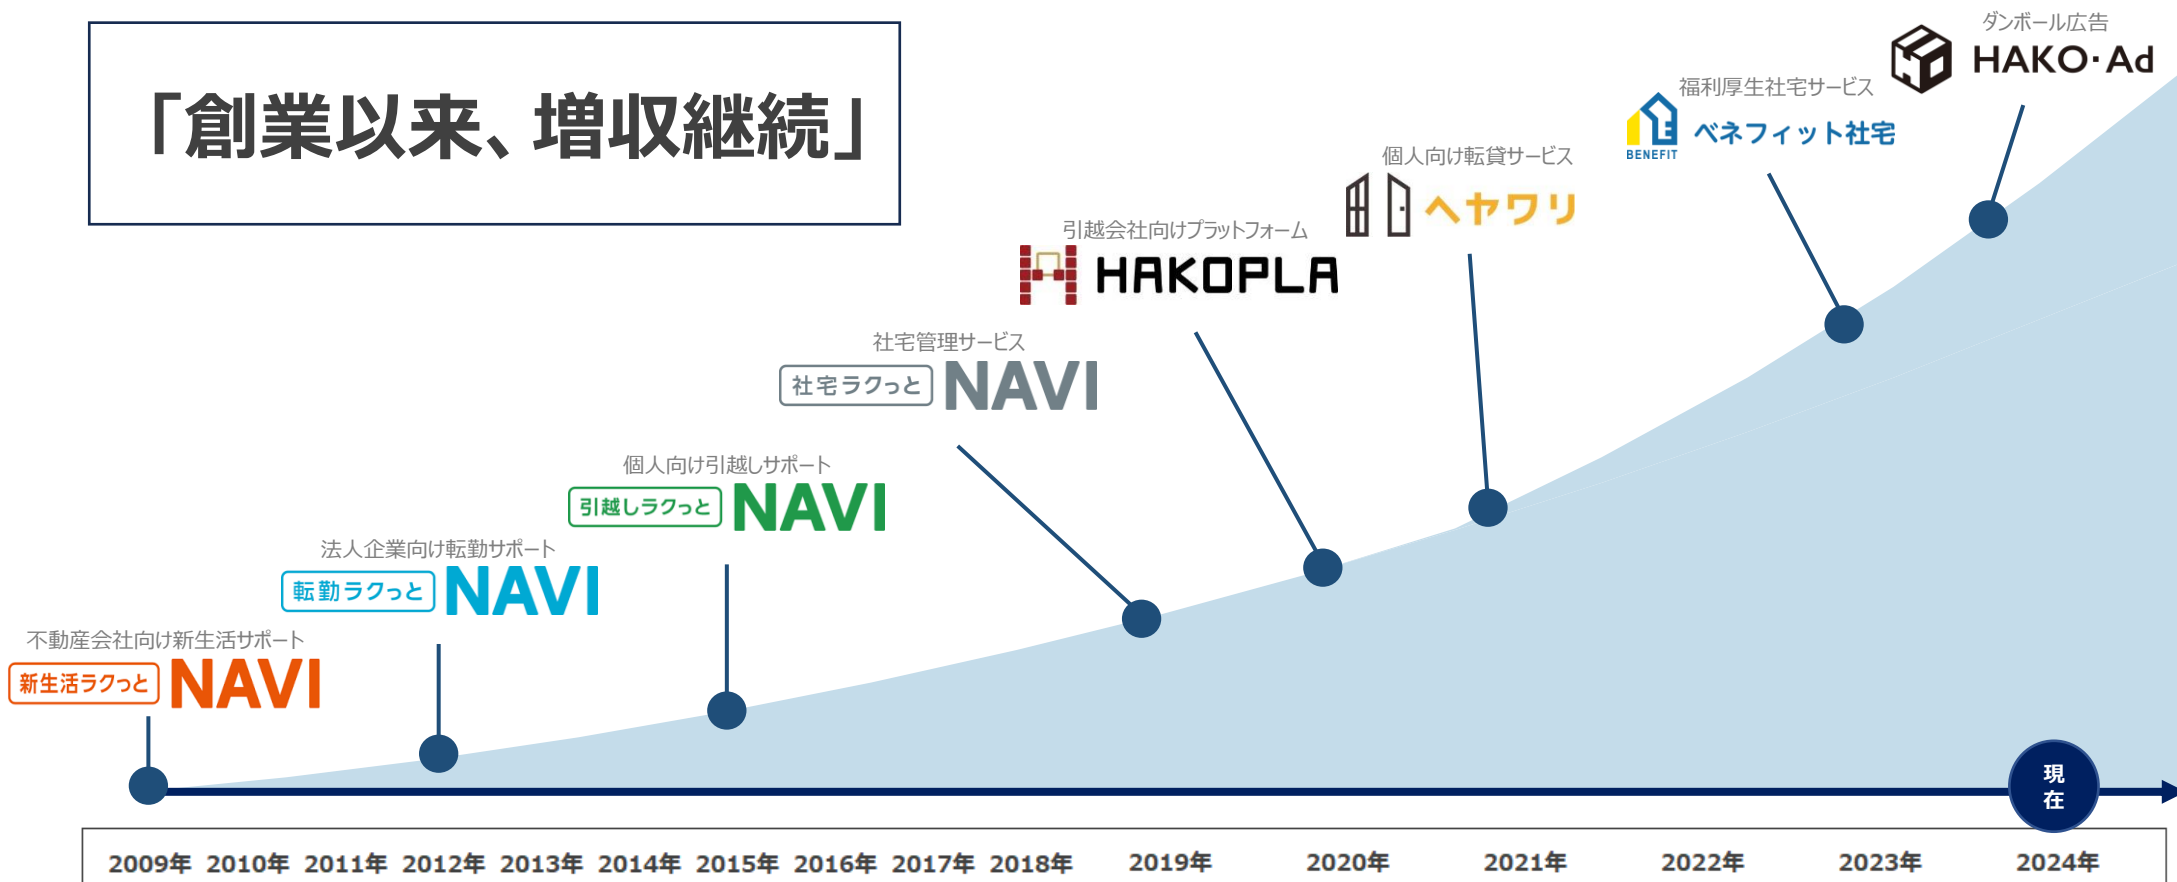 「創業以来、増収継続」
ダンボール広告
HAKO・Ad
福利厚生社宅サービス
BENEFIT
ベネフィット社宅
個人向け転貸サービス
ヘヤワリ
引越会社向けプラットフォーム
HAKOPLA
社宅管理サービス
社宅ラクっと NAVI
個人向け引越しサポート
引越しラクっと NAVI
法人企業向け転勤サポート
転勤ラクっと NAVI
不動産会社向け新生活サポート
新生活ラクっと NAVI
現
在
2009年 2010年 2011年 2012年 2013年 2014年 2015年 2016年 2017年 2018年 2019年 2020年 2021年 2022年 2023年 2024年